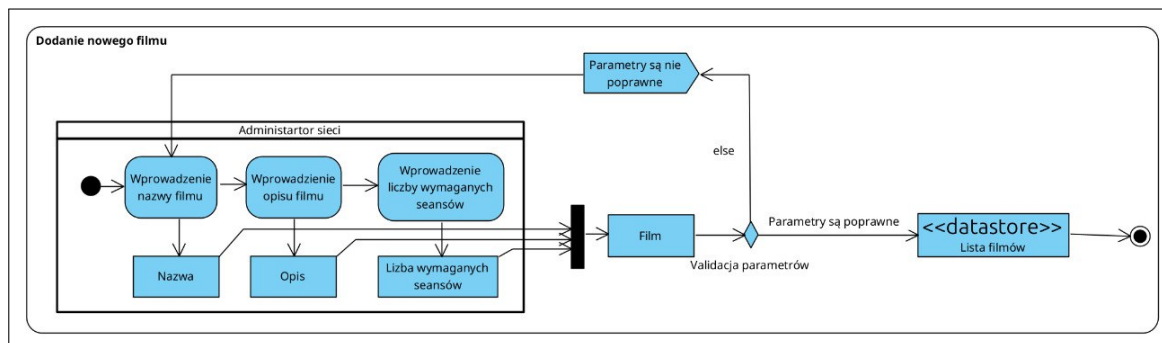 Dodanie nowego filmu
Parametry są nie
poprawne
Administartor sieci
else
Wprowadzenie
nazwy filmu
Wprowadzienie
opisu filmu
Wprowadzenie
liczby wymaganych
seansów
Nazwa
Opis
Lizba wymaganych
seansów
Film
Validacja parametrów
Parametry są poprawne
<<datastore>>
Lista filmów